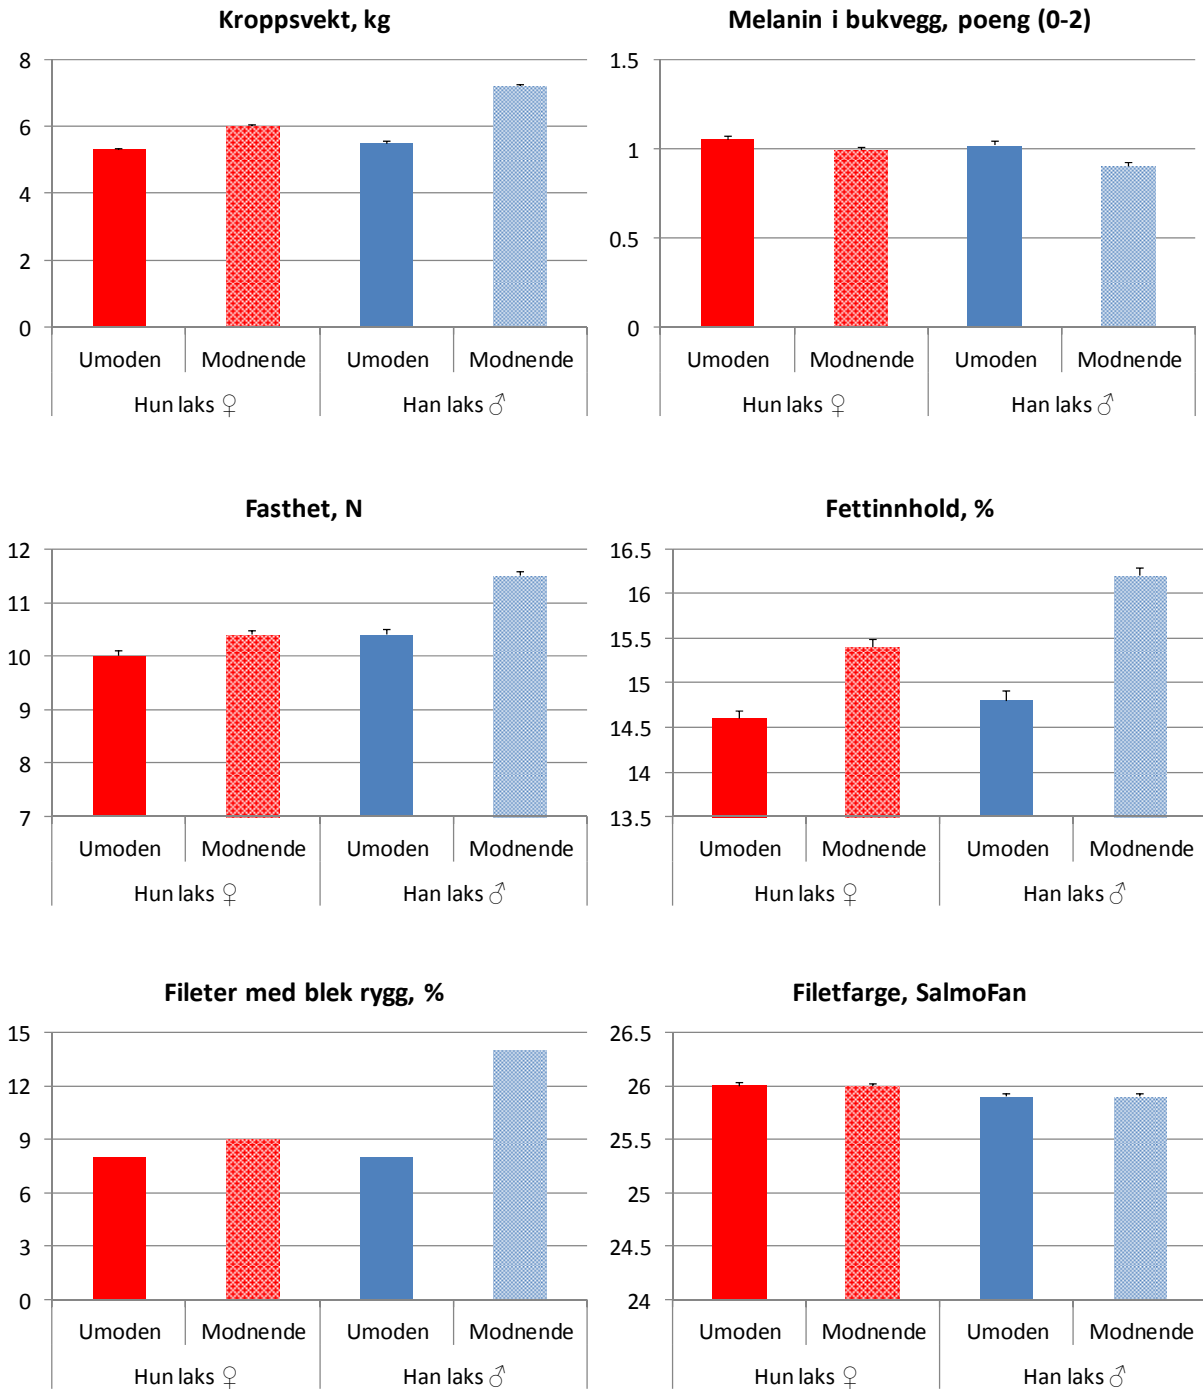 Kroppsvekt, kg
8
6
4
2
0
Umoden Modnende Umoden Modnende
Hun laks ♀ Han laks ♂
Melanin i bukvegg, poeng (0-2)
1.5
1
0.5
0
Umoden Modnende Umoden Modnende
Hun laks ♀ Han laks ♂
Fasthet, N
12
11
10
9
8
7
Umoden Modnende Umoden Modnende
Hun laks ♀ Han laks ♂
Fettinnhold, %
16.5
16
15.5
15
14.5
14
13.5
Umoden Modnende Umoden Modnende
Hun laks ♀ Han laks ♂
Fileter med blek rygg, %
15
12
9
6
3
0
Umoden Modnende Umoden Modnende
Hun laks ♀ Han laks ♂
Filetfarge, SalmoFan
26.5
26
25.5
25
24.5
24
Umoden Modnende Umoden Modnende
Hun laks ♀ Han laks ♂